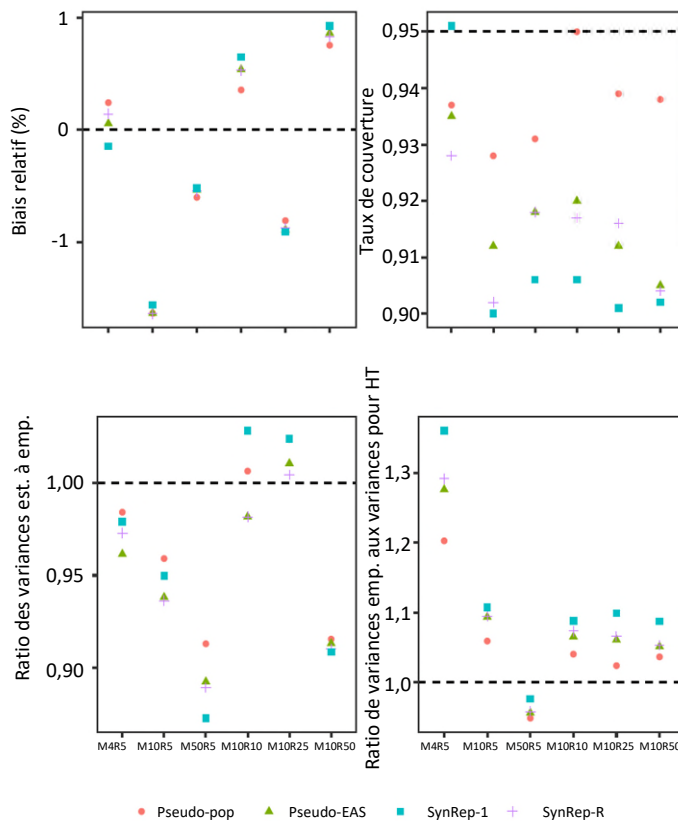 Biais relatif (%)
1
0
-1
Taux de couverture
0,95
0,94
0,93
0,92
0,91
0,90
Ratio des variances est. à emp.
1,00
0,95
0,90
M4R5 M10R5 M50R5 M10R10 M10R25 M10R50
Ratio de variances emp. aux variances pour HT
1,3
1,2
1,1
1,0
M4R5 M10R5 M50R5 M10R10 M10R25 M10R50
Pseudo-pop Pseudo-EAS SynRep-1 SynRep-R